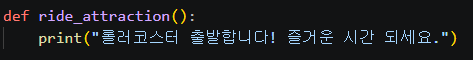 def ride_attraction():
    print("롤러코스터 출발합니다! 즐거운 시간 되세요.")